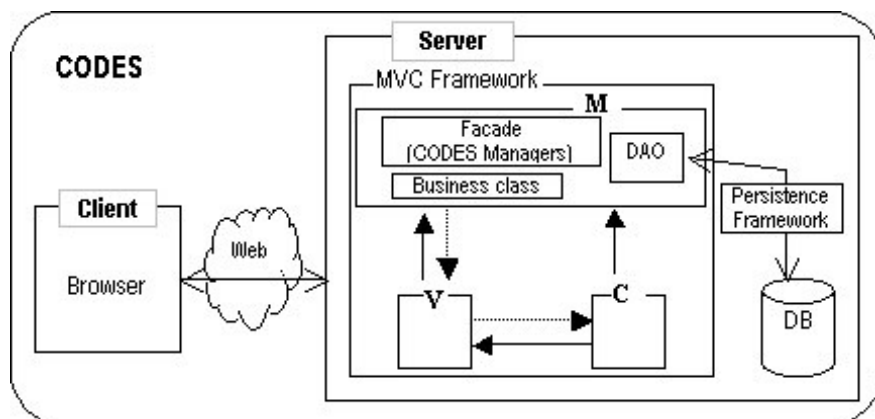 CODES
Server
MVC Framework
M
Facade
(CODES Managers)
DAO
Business class
Persistence
Framework
Client
Web
Browser
V
C
DB